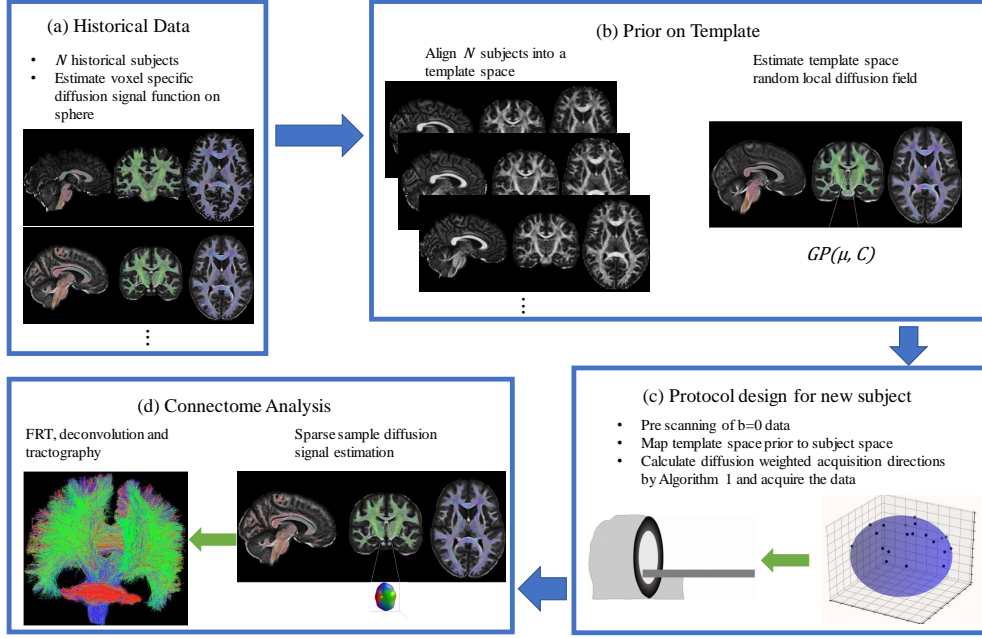 (a) Historical Data
• N historical subjects
• Estimate voxel specific
diffusion signal function on
sphere
⋮
(b) Prior on Template
Align N subjects into a
template space
⋮
Estimate template space
random local diffusion field
GP(μ, C)
(c) Protocol design for new subject
• Pre scanning of b=0 data
• Map template space prior to subject space
• Calculate diffusion weighted acquisition directions
by Algorithm 1 and acquire the data
(d) Connectome Analysis
FRT, deconvolution and
tractography
Sparse sample diffusion
signal estimation